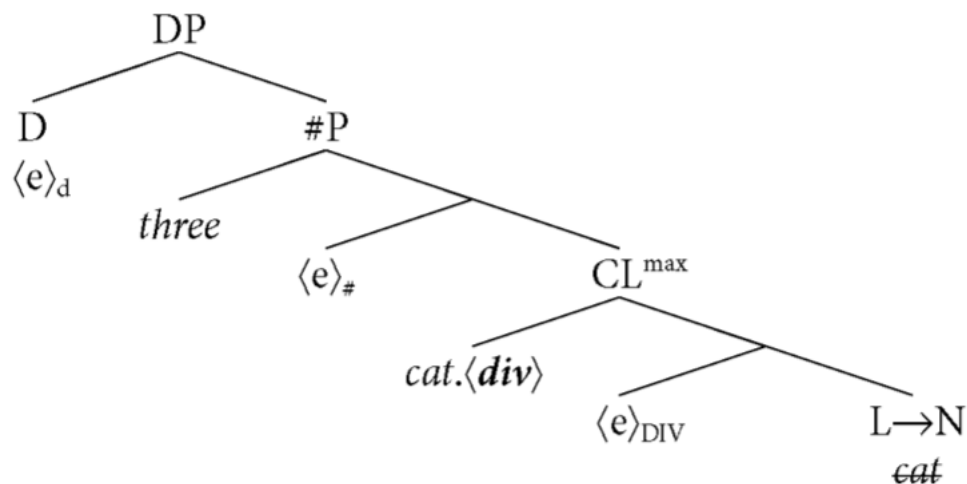 DP
D #P
⟨e⟩d
three
⟨e⟩#
CLmax
cat.⟨div⟩
⟨e⟩DIV L→N
cat